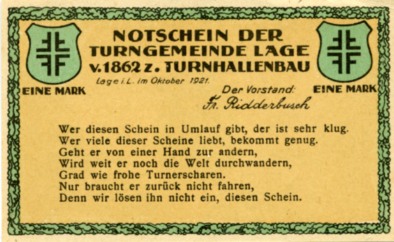 NOTSCHEIN DER
TURNGEMEINDE LAGE
v. 1862 z. TURNHALLENBAU
Lage i. L. im Oktober 1921.
Der Vorstand:
EINE MARK
Fr. Ridderbusch
EINE MARK
Wer diesen Schein in Umlauf gibt, der ist sehr klug.
Wer viele dieser Scheine liebt, bekommt genug.
Geht er von einer Hand zur andern,
Wird weit er noch die Welt durchwandern,
Grad wie frohe Turnerscharen.
Nur braucht er zurück nicht fahren,
Denn wir lösen ihn nicht ein, diesen Schein.